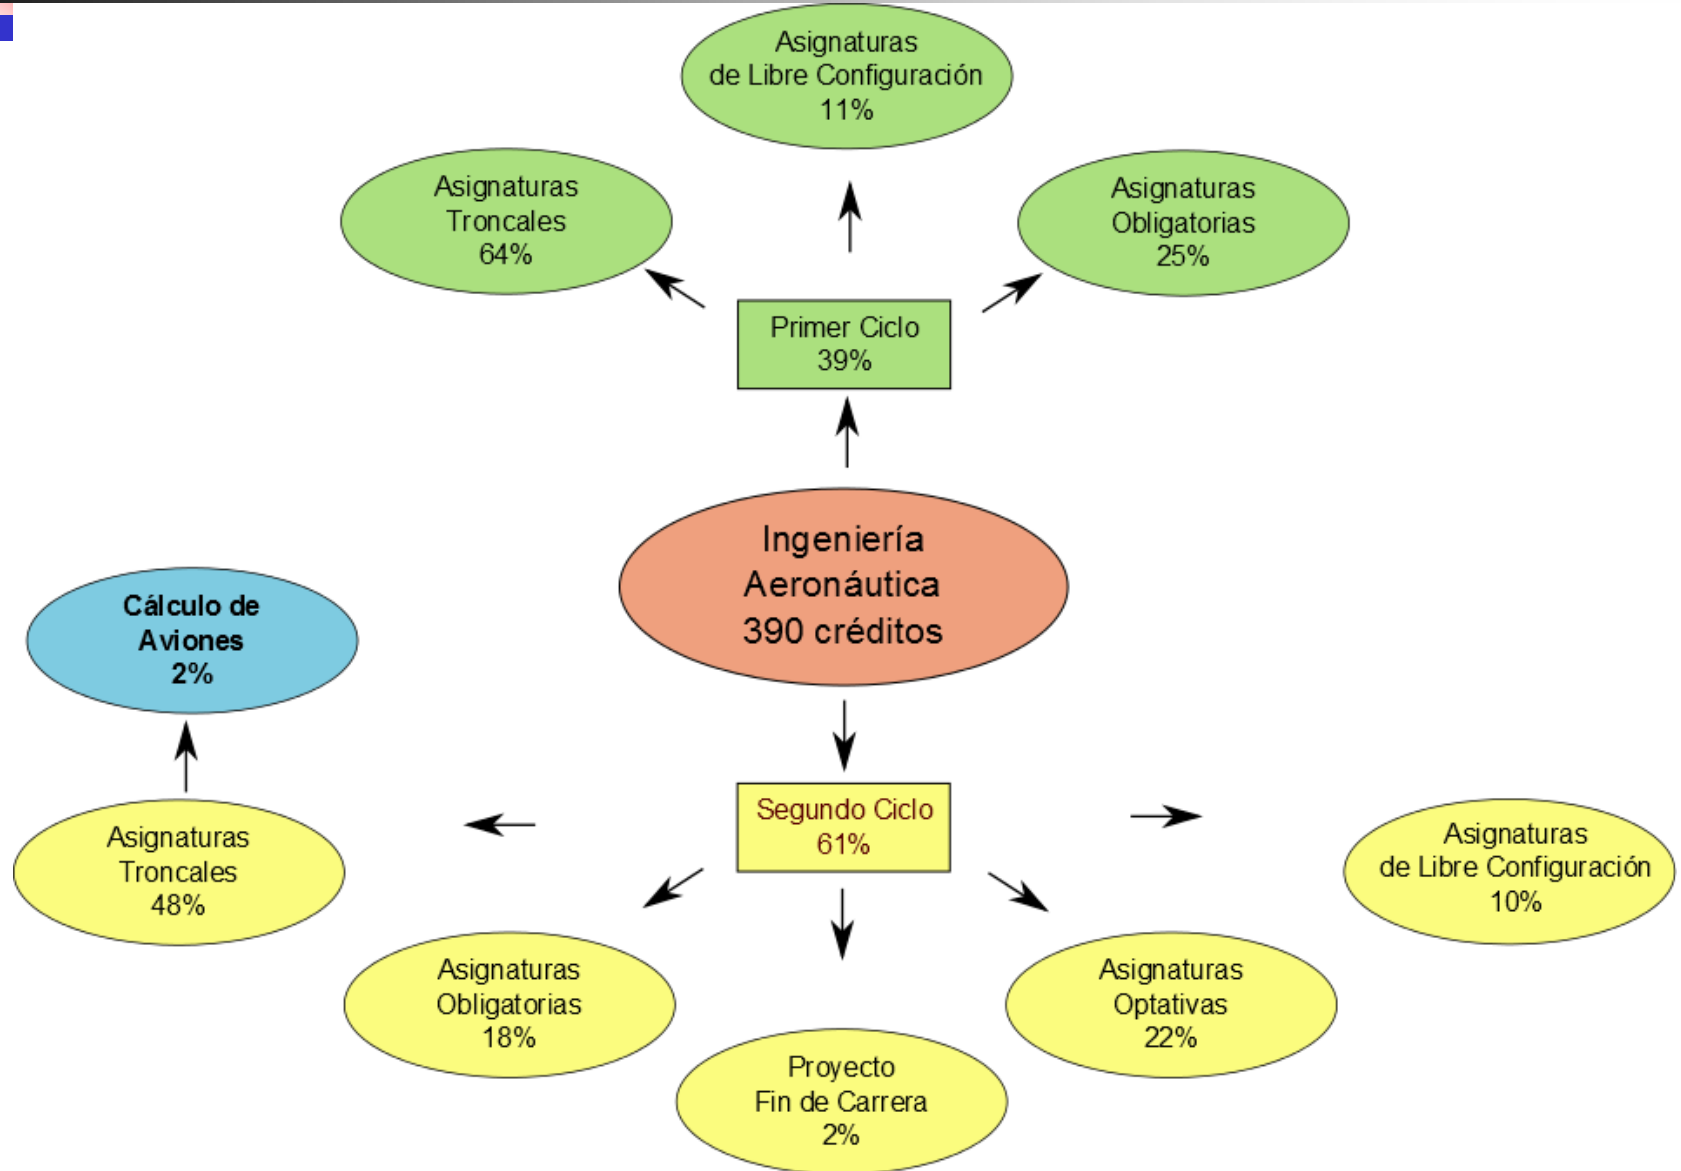 Asignaturas
de Libre Configuración
11%
Asignaturas
Troncales
64%
Asignaturas
Obligatorias
25%
Primer Ciclo
39%
Ingeniería
Aeronáutica
390 créditos
Cálculo de
Aviones
2%
Segundo Ciclo
61%
Asignaturas
Troncales
48%
Asignaturas
de Libre Configuración
10%
Asignaturas
Obligatorias
18%
Asignaturas
Optativas
22%
Proyecto
Fin de Carrera
2%